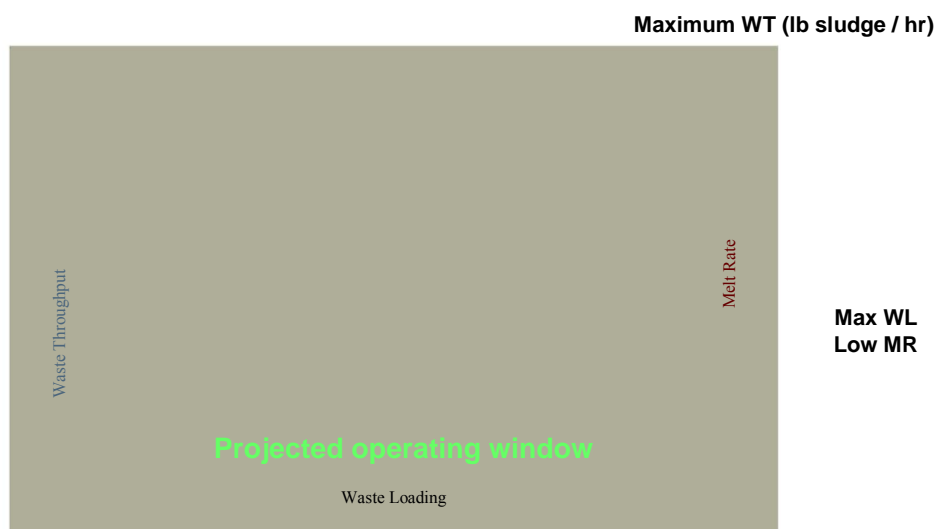 Maximum WT (lb sludge / hr)
Waste Throughput
Melt Rate
Max WL
Low MR
Projected operating window
Waste Loading